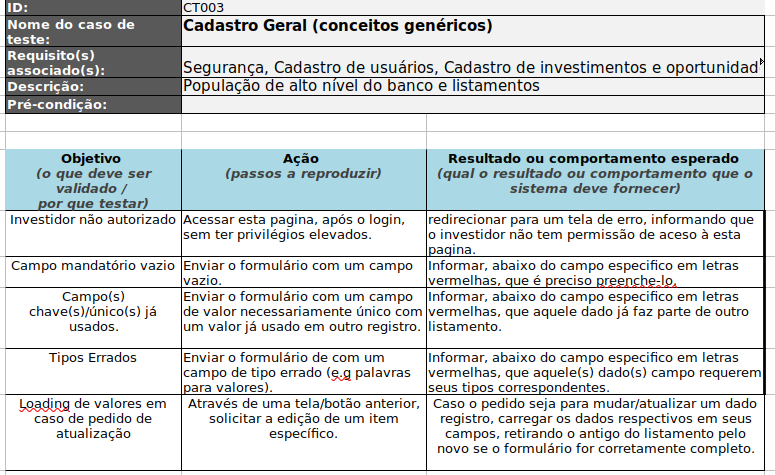 ID: CT003
Nome do caso de teste: Cadastro Geral (conceitos genéricos)
Requisito(s) associado(s): Segurança, Cadastro de usuários, Cadastro de investimentos e oportunidad
Descrição: População de alto nível do banco e listamentos
Pré-condição:
Objetivo
(o que deve ser
validado /
por que testar)
Ação
(passos a reproduzir)
Resultado ou comportamento esperado
(qual o resultado ou comportamento que o
sistema deve fornecer)
Investidor não autorizado
Acessar esta pagina, após o login,
sem ter privilégios elevados.
redirecionar para um tela de erro, informando que
o investidor não tem permissão de aceso à esta
pagina.
Campo mandatório vazio
Enviar o formulário com um campo
vazio.
Informar, abaixo do campo especifico em letras
vermelhas, que é preciso preenche-lo.
Campo(s)
chave(s)/único(s) já
usados.
Enviar o formulário com um campo
de valor necessariamente único com
um valor já usado em outro registro.
Informar, abaixo do campo especifico em letras
vermelhas, que aquele dado já faz parte de outro
listamento.
Tipos Errados
Enviar o formulário de com um
campo de tipo errado (e.g palavras
para valores).
Informar, abaixo do campo especifico em letras
vermelhas, que aquele(s) dado(s) campo requerem
seus tipos correspondentes.
Loading de valores em
caso de pedido de
atualização
Através de uma tela/botão anterior,
solicitar a edição de um item
específico.
Caso o pedido seja para mudar/atualizar um dado
registro, carregar os dados respectivos em seus
campos, retirando o antigo do listamento pelo
novo se o formulário for corretamente completo.